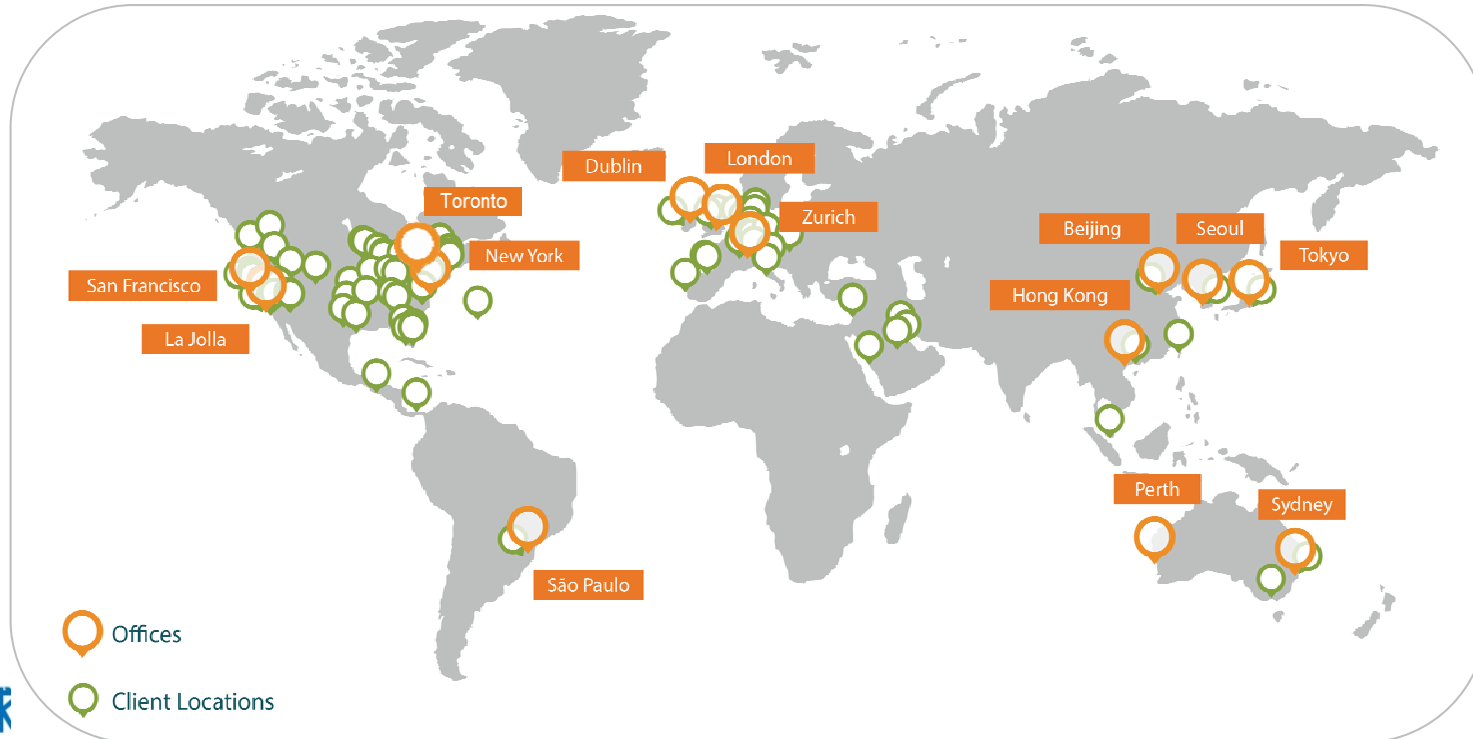 Dublin
London
Toronto
Zurich
New York
Beijing
Seoul
Tokyo
San Francisco
Hong Kong
La Jolla
Perth
Sydney
São Paulo
Offices
Client Locations